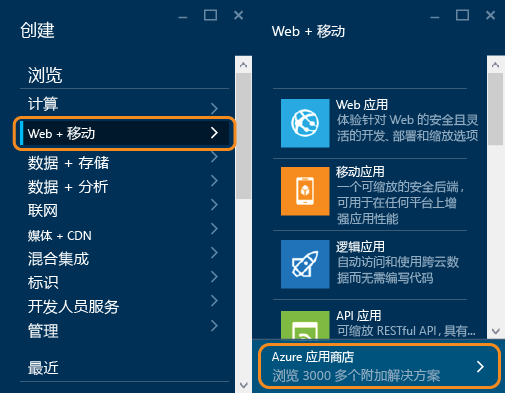 创建
浏览
计算
Web + 移动
数据 + 存储
数据 + 分析
联网
媒体 + CDN
混合集成
标识
开发人员服务
管理
最近
Web + 移动
Web 应用
体验针对 Web 的安全且灵
活的开发、部署和缩放选项
移动应用
一个可缩放的安全后端，
可用于在任何平台上增
强应用性能
逻辑应用
自动访问和使用跨云数
据而无需编写代码
API 应用
可缩放 RESTful API , 具有...
Azure 应用商店
浏览 3000 多个附加解决方案